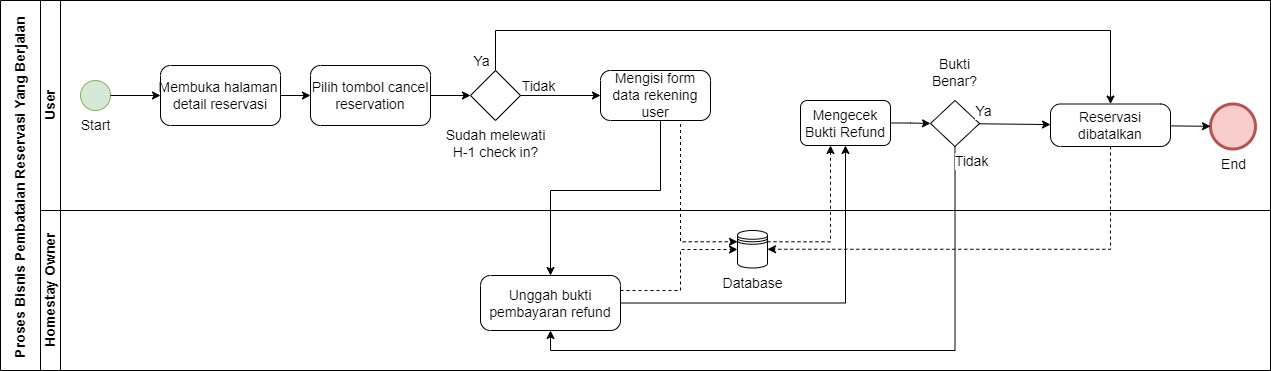 Proses Bisnis Pembatalan Reservasi Yang Berjalan
User
Homestay Owner
Start
Membuka halaman
detail reservasi
Pilih tombol cancel
reservation
Ya
Tidak
Sudah melewati
H-1 check in?
Mengisi form
data rekening
user
Mengecek
Bukti Refund
Bukti
Benar?
Ya
Tidak
Reservasi
dibatalkan
End
Database
Unggah bukti
pembayaran refund